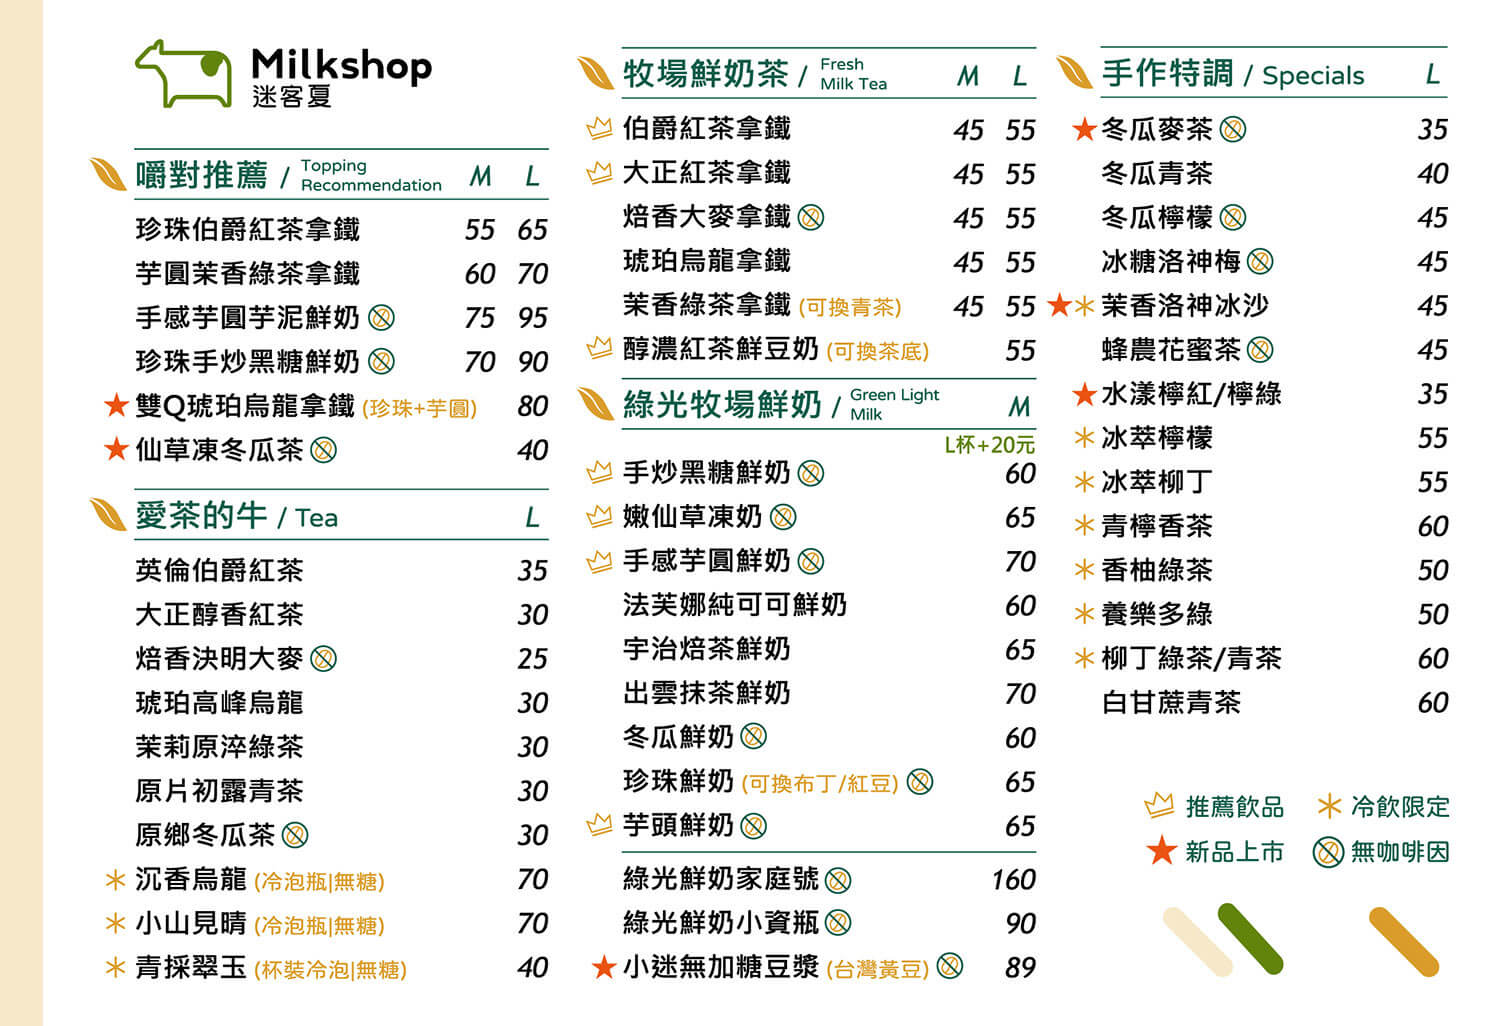 Milkshop
迷客夏
嚼對推薦 / Topping Recommendation M L
珍珠伯爵紅茶拿鐵 55 65
芋圓茉香綠茶拿鐵 60 70
手感芋圓芋泥鮮奶 75 95
珍珠手炒黑糖鮮奶 70 90
雙Q琥珀烏龍拿鐵 (珍珠+芋圓) 80
仙草凍冬瓜茶 40
愛茶的牛 / Tea L
英倫伯爵紅茶 35
大正醇香紅茶 30
焙香決明大麥 25
琥珀高峰烏龍 30
茉莉原淬綠茶 30
原片初露青茶 30
原鄉冬瓜茶 30
沉香烏龍 (冷泡瓶|無糖) 70
小山見晴 (冷泡瓶|無糖) 70
青採翠玉 (杯裝冷泡|無糖) 40
牧場鮮奶茶 / Fresh Milk Tea M L
伯爵紅茶拿鐵 45 55
大正紅茶拿鐵 45 55
焙香大麥拿鐵 45 55
琥珀烏龍拿鐵 45 55
茉香綠茶拿鐵 (可換青茶) 45 55
醇濃紅茶鮮豆奶 (可換茶底) 55
綠光牧場鮮奶 / Green Light Milk M
L杯+20元
手炒黑糖鮮奶 60
嫩仙草凍奶 65
手感芋圓鮮奶 70
法芙娜純可可鮮奶 60
宇治焙茶鮮奶 65
出雲抹茶鮮奶 70
冬瓜鮮奶 60
珍珠鮮奶 (可換布丁/紅豆) 65
芋頭鮮奶 65
綠光鮮奶家庭號 160
綠光鮮奶小資瓶 90
小迷無加糖豆漿 (台灣黃豆) 89
手作特調 / Specials L
冬瓜麥茶 35
冬瓜青茶 40
冬瓜檸檬 45
冰糖洛神梅 45
茉香洛神冰沙 45
蜂農花蜜茶 45
水漾檸紅/檸綠 35
冰萃檸檬 55
冰萃柳丁 55
青檸香茶 60
香柚綠茶 50
養樂多綠 50
柳丁綠茶/青茶 60
白甘蔗青茶 60
推薦飲品 冷飲限定
新品上市 無咖啡因